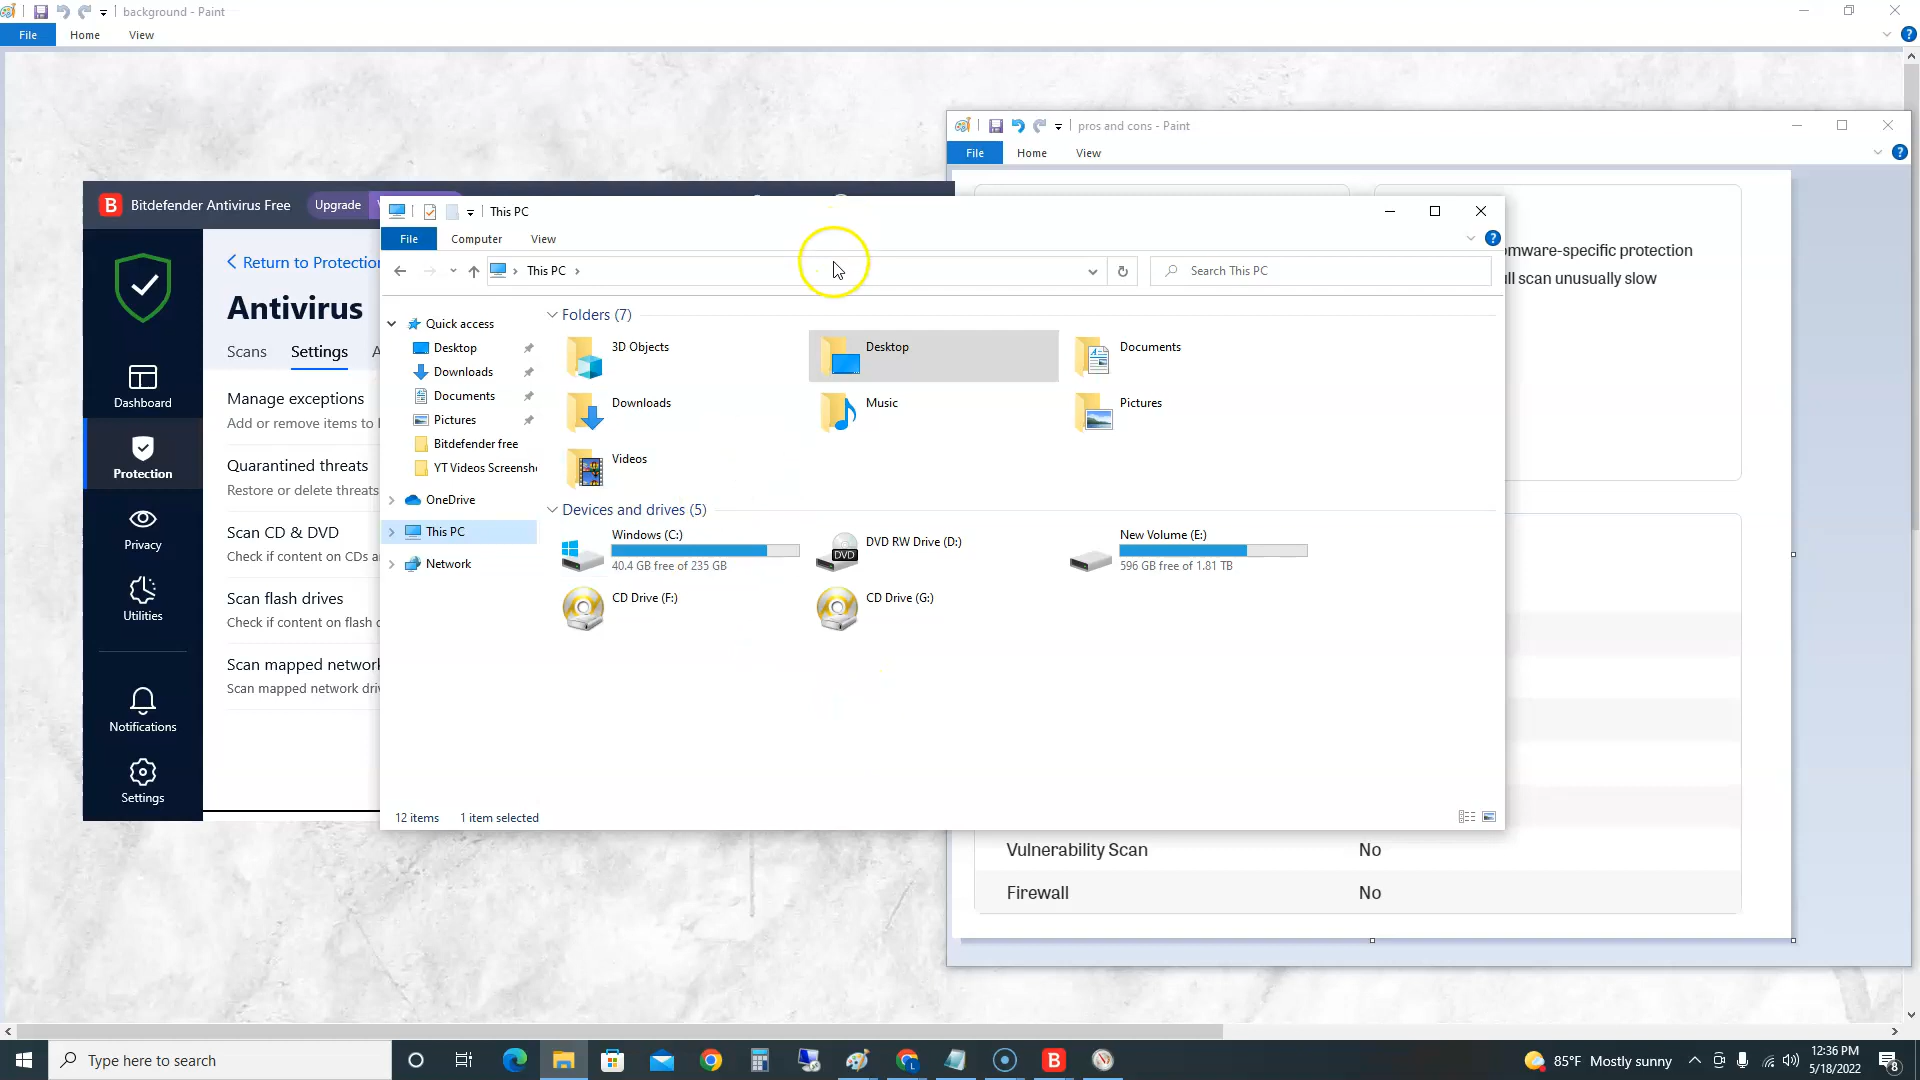 background - Paint
File Home View
pros and cons - Paint
File Home View
Bitdefender Antivirus Free Upgrade
Return to Protection
Antivirus
Scans Settings A
Manage exceptions
Add or remove items to
Quarantined threats
Restore or delete threats
Scan CD & DVD
Check if content on CDs
Scan flash drives
Check if content on flash
Scan mapped network
Scan mapped network
Dashboard
Protection
Privacy
Utilities
Notifications
Settings
This PC
File Computer View
This PC
Search This PC
Quick access
Desktop
Downloads
Documents
Pictures
Bitdefender free
YT Videos Screensh
OneDrive
This PC
Network
Folders (7)
3D Objects
Desktop
Documents
Downloads
Music
Pictures
Videos
Devices and drives (5)
Windows (C:)
40.4 GB free of 235 GB
DVD RW Drive (D:)
New Volume (E:)
596 GB free of 1.81 TB
CD Drive (F:)
CD Drive (G:)
12 items 1 item selected
mware-specific protection
ll scan unusually slow
Vulnerability Scan No
Firewall No
Type here to search
85°F Mostly sunny
12:36 PM
5/18/2022
8